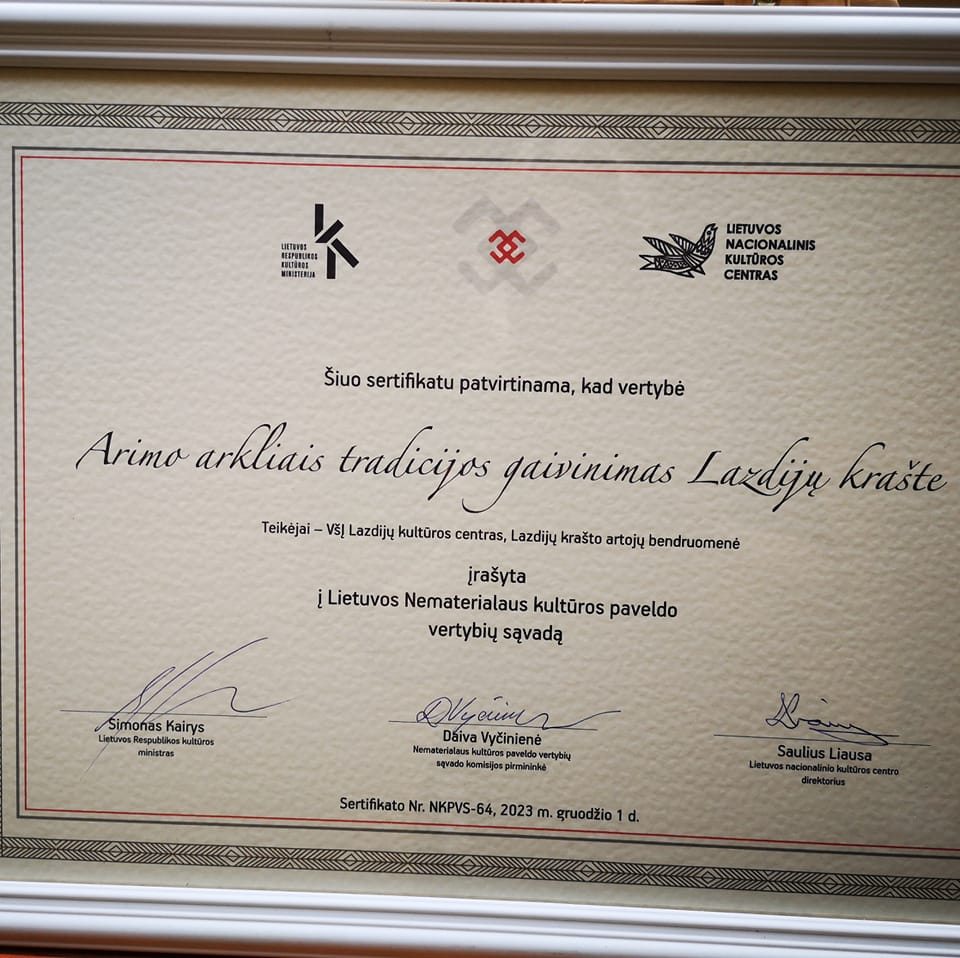 LIETUVOS
RESPUBLIKOS
KULTŪROS
MINISTERIJA
LIETUVOS
NACIONALINIS
KULTŪROS
CENTRAS
Šiuo sertifikatu patvirtinama, kad vertybė
Arimo arkliais tradicijos gaivinimas Lazdijų krašte
Teikėjai – VšĮ Lazdijų kultūros centras, Lazdijų krašto artojų bendruomenė
įrašyta
į Lietuvos Nematerialaus kultūros paveldo
vertybių sąvadą
Simonas Kairys
Lietuvos Respublikos kultūros
ministras
Daiva Vyčinienė
Nematerialaus kultūros paveldo vertybių
sąvado komisijos pirmininkė
Saulius Liausa
Lietuvos nacionalinio kultūros centro
direktorius
Sertifikato Nr. NKPVS-64, 2023 m. gruodžio 1 d.